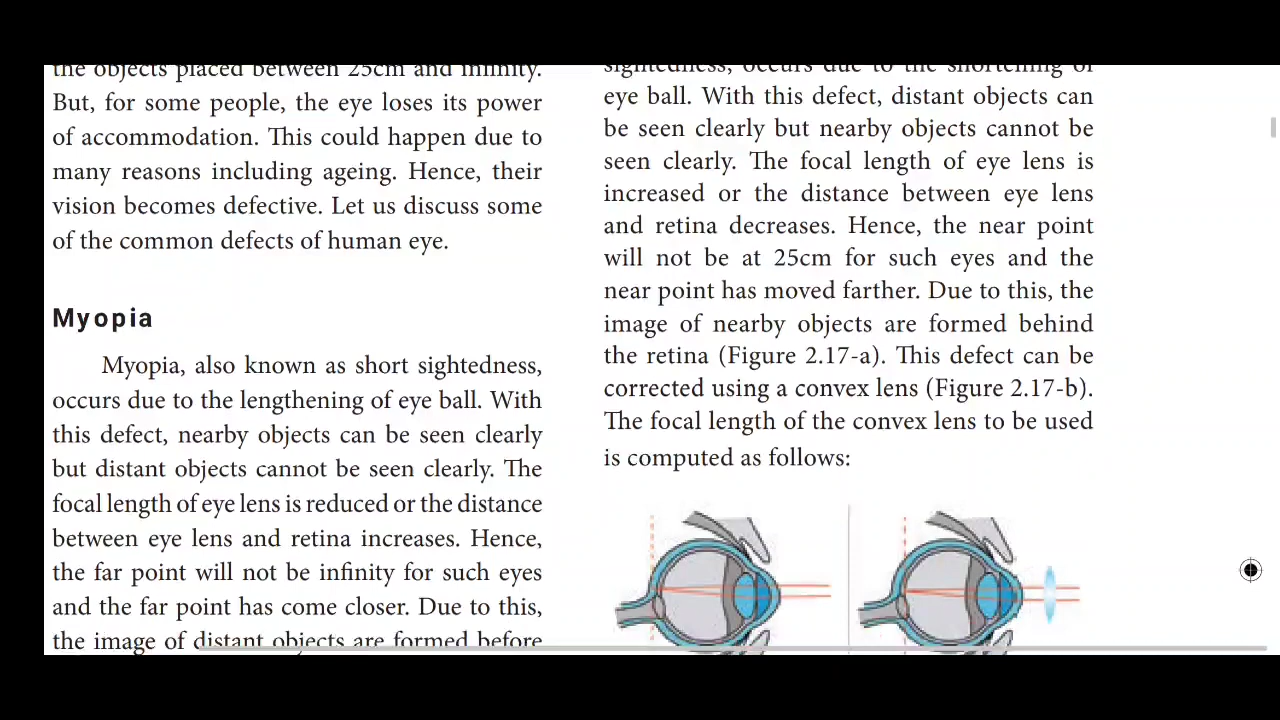 the objects placed between 25cm and infinity.
But, for some people, the eye loses its power
of accommodation. This could happen due to
many reasons including ageing. Hence, their
vision becomes defective. Let us discuss some
of the common defects of human eye.
Myopia
Myopia, also known as short sightedness,
occurs due to the lengthening of eye ball. With
this defect, nearby objects can be seen clearly
but distant objects cannot be seen clearly. The
focal length of eye lens is reduced or the distance
between eye lens and retina increases. Hence,
the far point will not be infinity for such eyes
and the far point has come closer. Due to this,
the image of distant objects are formed before
sightedness, occurs due to the shortening of
eye ball. With this defect, distant objects can
be seen clearly but nearby objects cannot be
seen clearly. The focal length of eye lens is
increased or the distance between eye lens
and retina decreases. Hence, the near point
will not be at 25cm for such eyes and the
near point has moved farther. Due to this, the
image of nearby objects are formed behind
the retina (Figure 2.17-a). This defect can be
corrected using a convex lens (Figure 2.17-b).
The focal length of the convex lens to be used
is computed as follows: